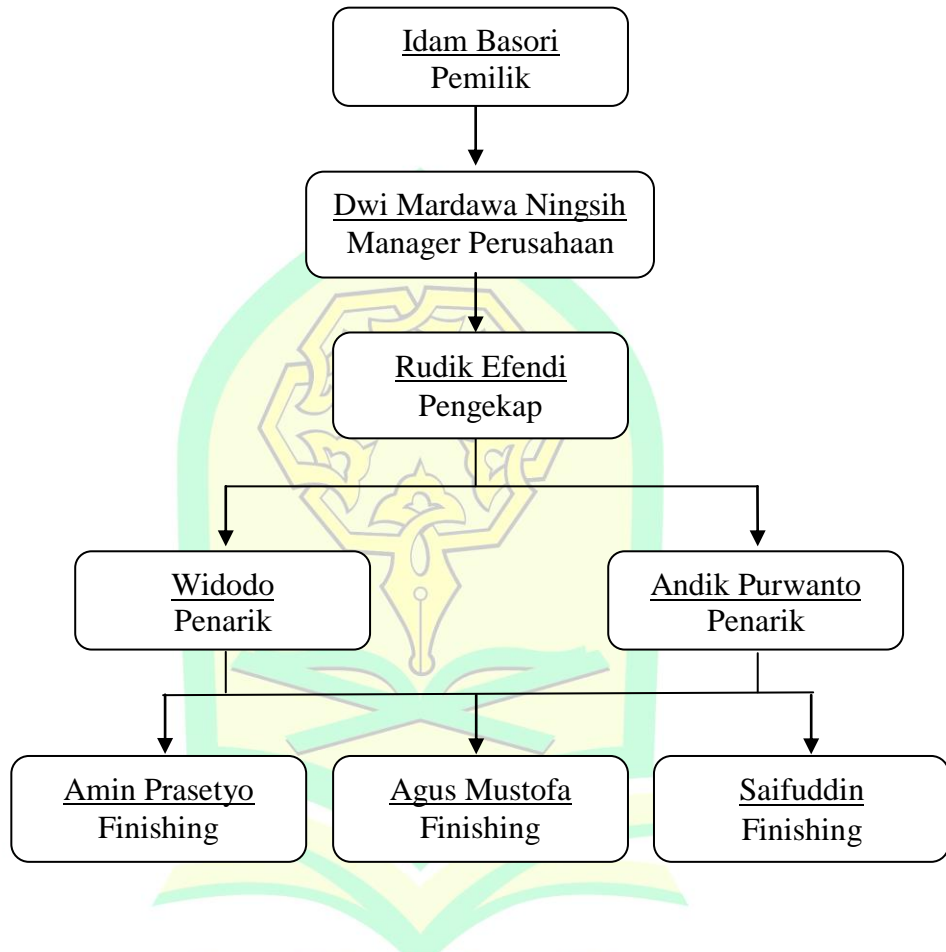 Idam Basori
Pemilik
Dwi Mardawa Ningsih
Manager Perusahaan
Rudik Efendi
Pengekap
Widodo
Penarik
Andik Purwanto
Penarik
Amin Prasetyo
Finishing
Agus Mustofa
Finishing
Saifuddin
Finishing